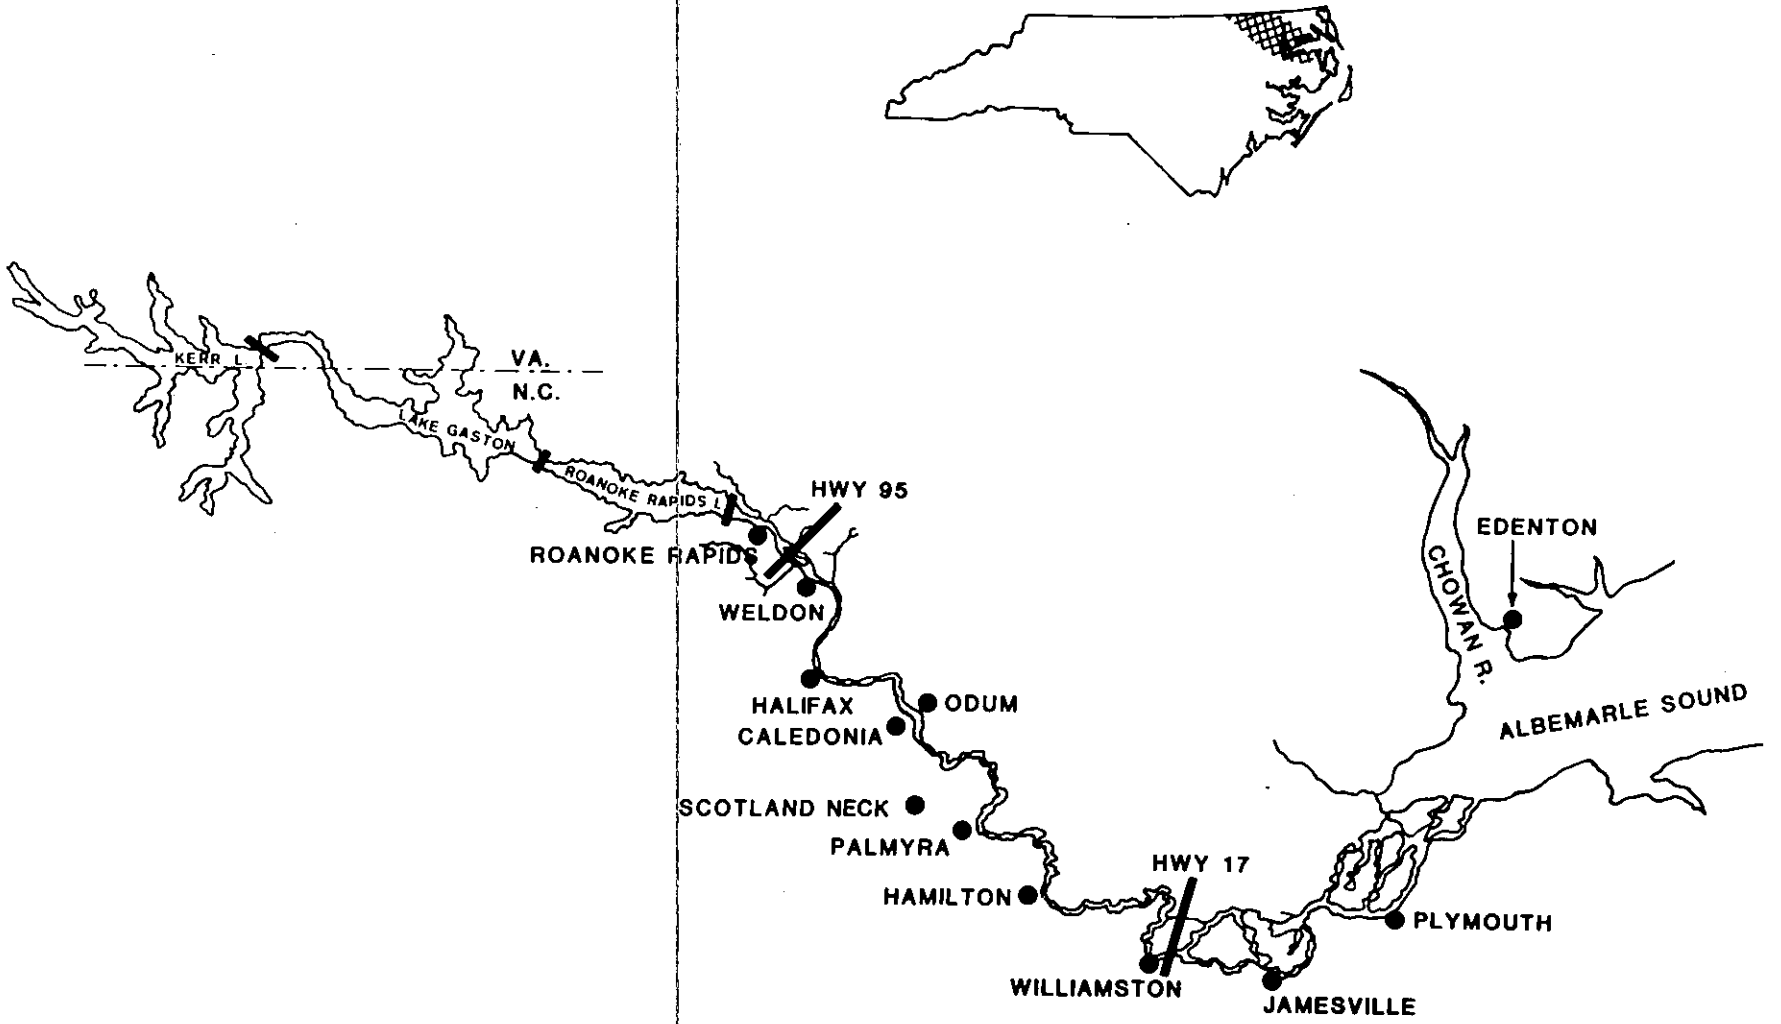 VA.
N.C.
KERR L.
LAKE GASTON
ROANOKE RAPIDS L
HWY 95
ROANOKE RAPIDS
WELDON
EDENTON
CHOWAN R.
HALIFAX
ODUM
CALEDONIA
ALBEMARLE SOUND
SCOTLAND NECK
PALMYRA
HWY 17
HAMILTON
PLYMOUTH
WILLIAMSTON
JAMESVILLE